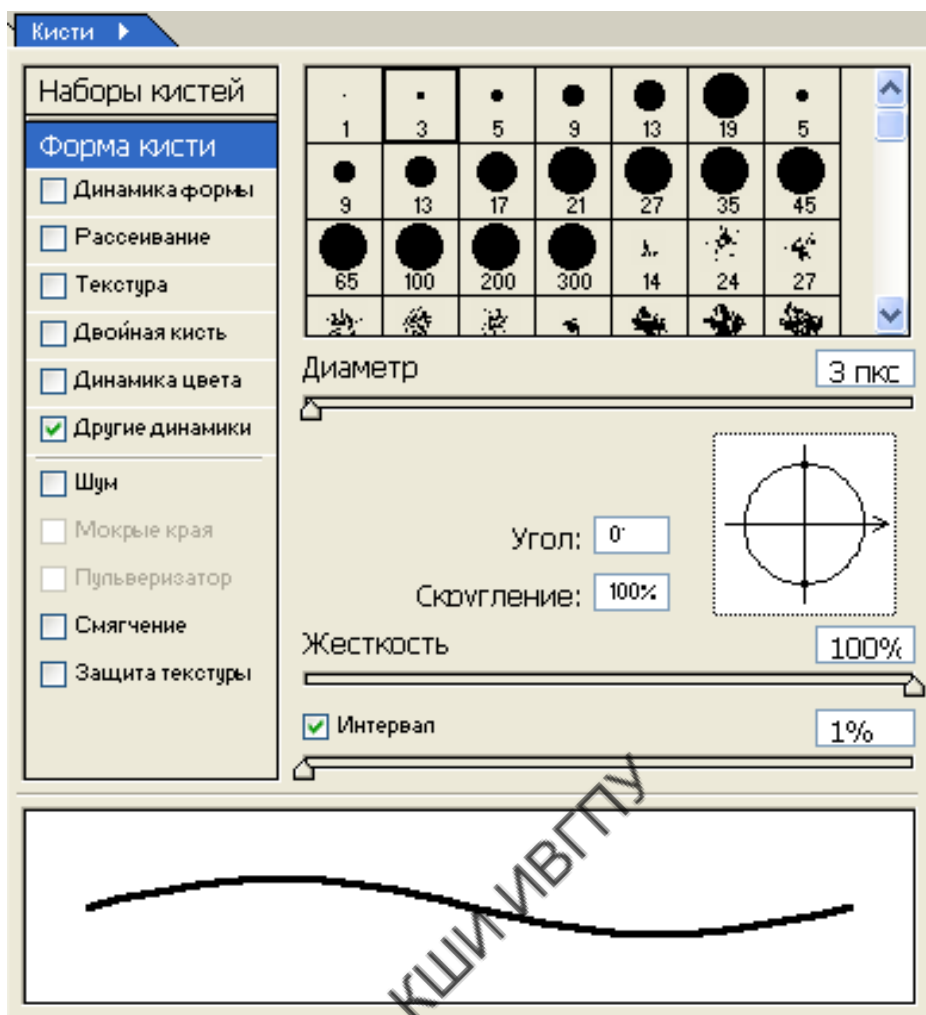 Кисти
Наборы кистей
Форма кисти
Динамика формы
Рассеивание
Текстура
Двойная кисть
Динамика цвета
Другие динамики
Шум
Мокрые края
Пульверизатор
Смягчение
Защита текстуры
1 3 5 9 13 19 5
9 13 17 21 27 35 45
65 100 200 300 14 24 27
Диаметр 3 пкс
Угол: 0°
Скругление: 100%
Жесткость 100%
Интервал 1%
КШИ ИВГПУ